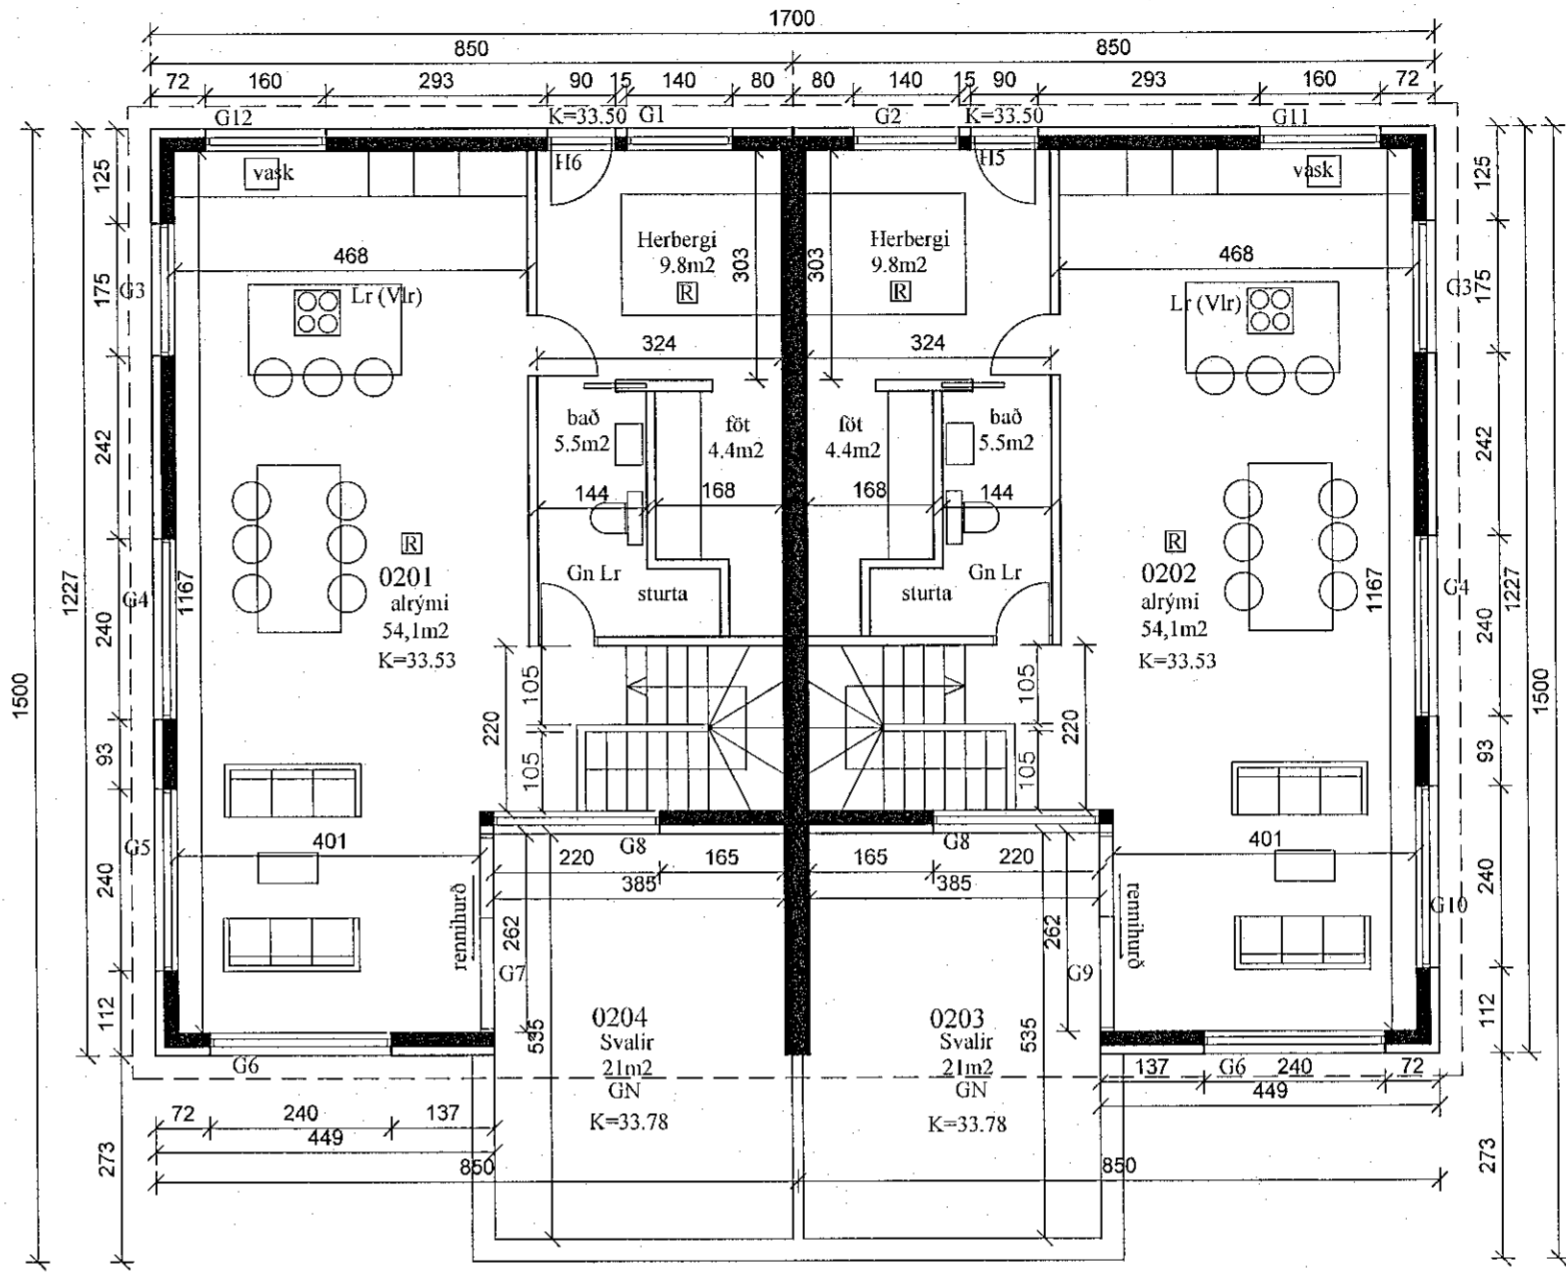 1700
850 850
72 160 293 90 15 140 80 80 140 15 90 293 160 72
G12 K=33.50 G1 G2 K=33.50 G11
vask H6 H5 vask
125 125
Herbergi
9.8m2
R
Herbergi
9.8m2
R
303 303
468 468
G3 175 G3 175
Lr (Vlr) Lr (Vlr)
324 324
bað
5.5m2
föt
4.4m2
föt
4.4m2
bað
5.5m2
242 242
144 168 168 144
R
0201
alrými
54,1m2
K=33.53
R
0202
alrými
54,1m2
K=33.53
Gn Lr Gn Lr
sturta sturta
1227 G4 240 1167 1167 G4 240 1227
1500 1500
105 105
220 220
105 105
93 93
401 401
G5 240 240 G10
G8 G8
220 165 165 220
385 385
rennihurð 262 262 rennihurð
G7 G9
535 535
112 112
0204
Svalir
21m2
GN
K=33.78
0203
Svalir
21m2
GN
K=33.78
G6 G6
137 240 72
449
72 240 137
449
273 273
850 850